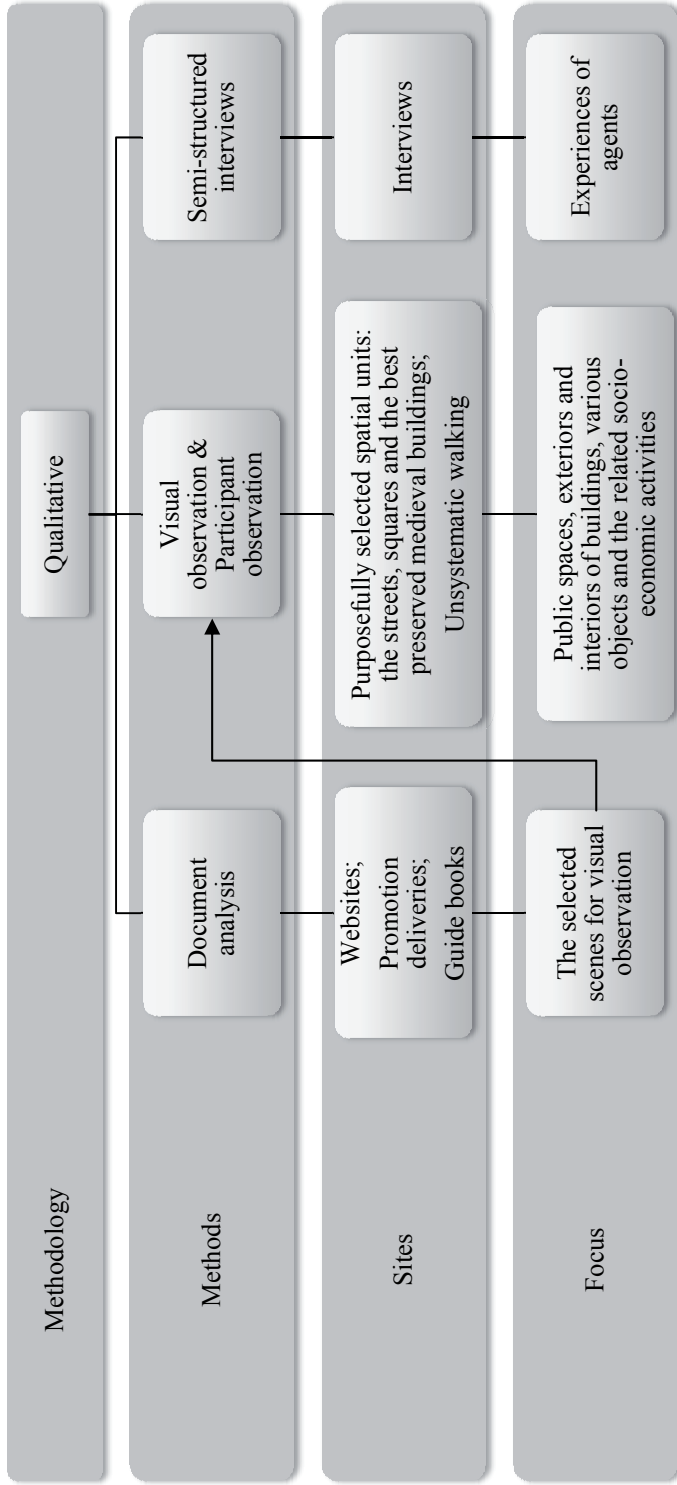 Methodology
Qualitative
Methods
Document
analysis
Visual
observation &
Participant
observation
Semi-structured
interviews
Sites
Websites;
Promotion
deliveries;
Guide books
Purposefully selected spatial units:
the streets, squares and the best
preserved medieval buildings;
Unsystematic walking
Interviews
Focus
The selected
scenes for visual
observation
Public spaces, exteriors and
interiors of buildings, various
objects and the related socio-
economic activities
Experiences of
agents